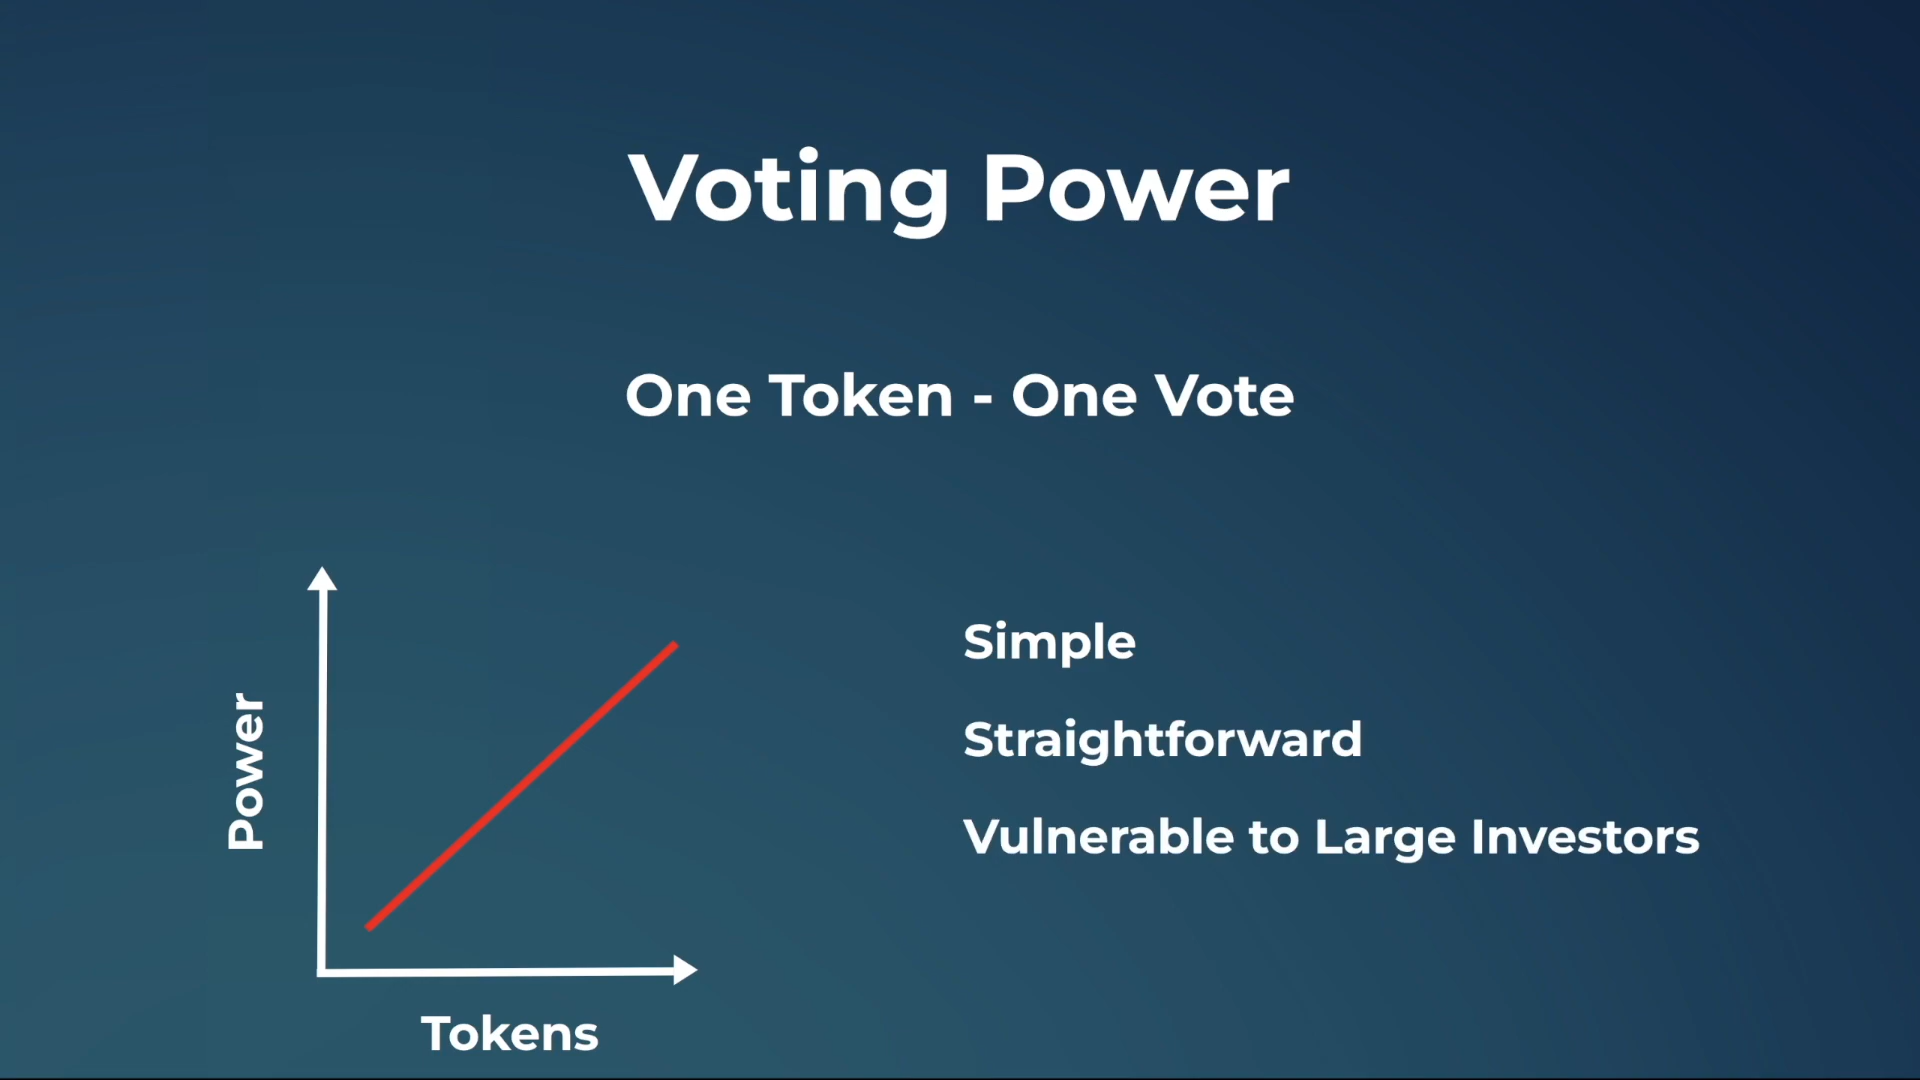 Voting Power
One Token - One Vote
Power
Tokens
Simple
Straightforward
Vulnerable to Large Investors